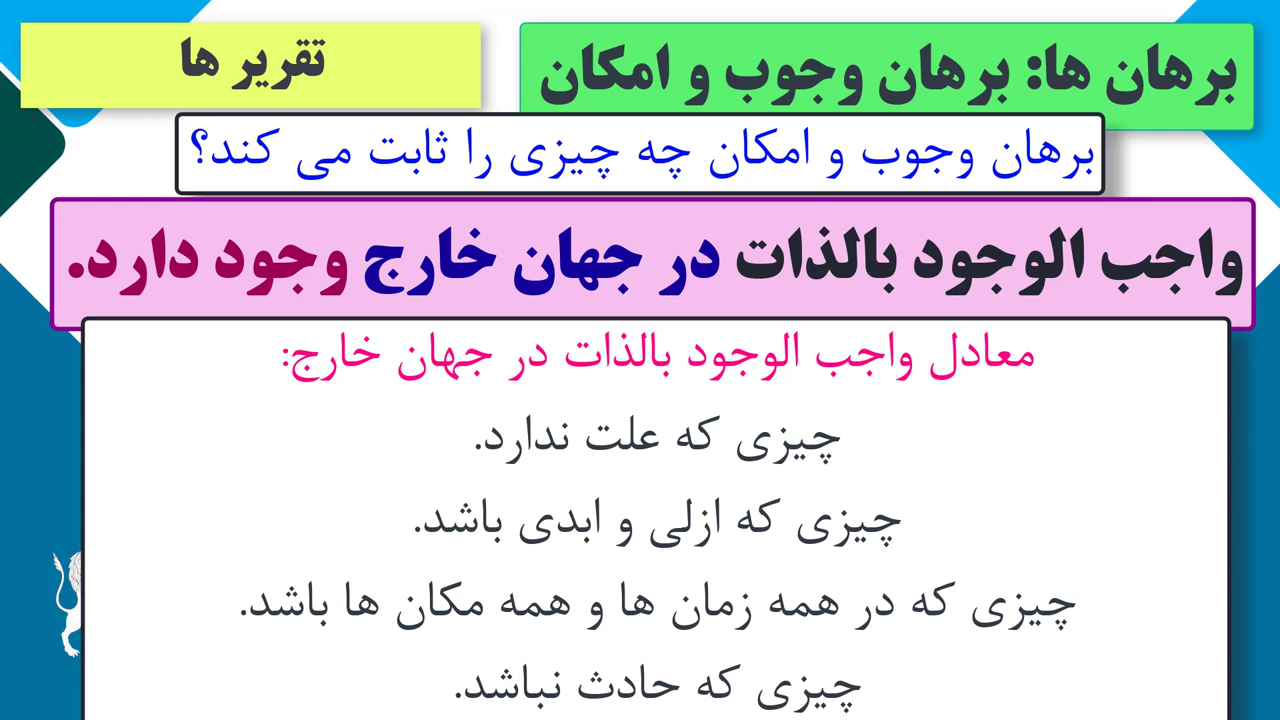 برهان ها: برهان وجوب و امکان
تقریر ها
برهان وجوب و امکان چه چیزی را ثابت می کند؟
واجب الوجود بالذات در جهان خارج وجود دارد.
معادل واجب الوجود بالذات در جهان خارج:
چیزی که علت ندارد.
چیزی که ازلی و ابدی باشد.
چیزی که در همه زمان ها و همه مکان ها باشد.
چیزی که حادث نباشد.